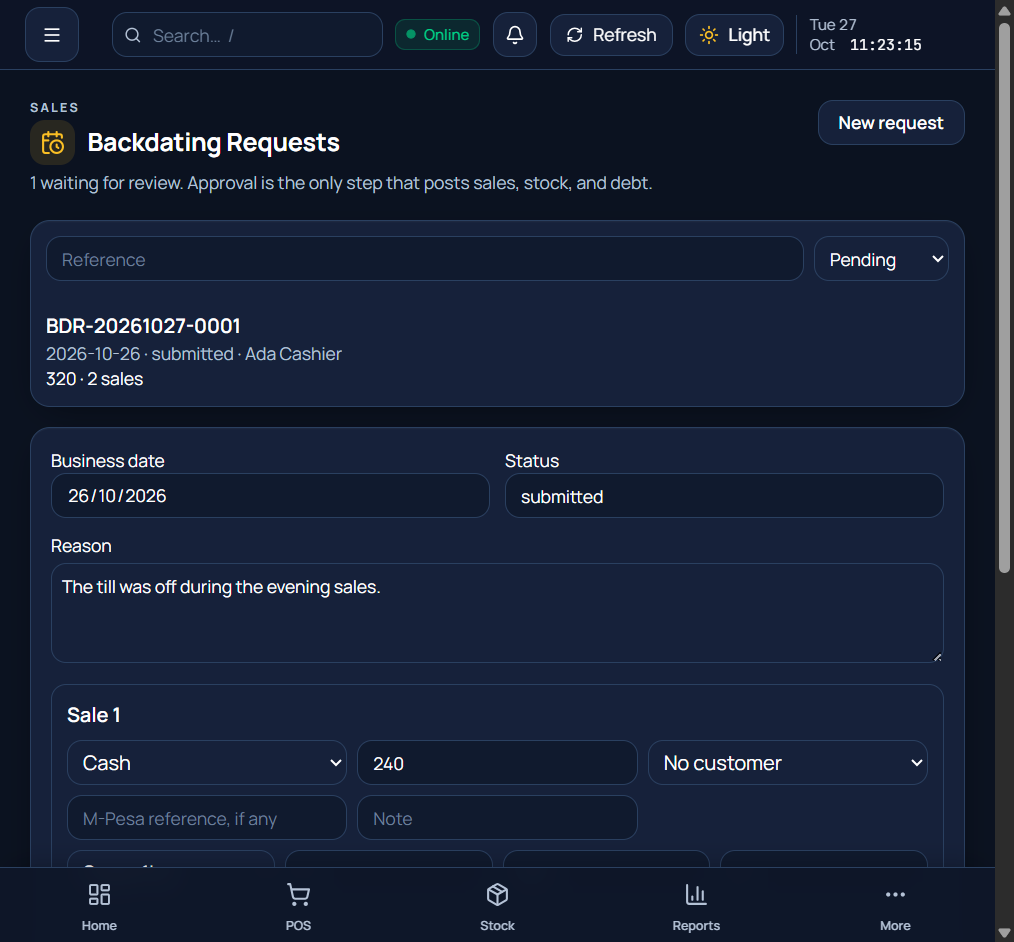 Search... /
Online
Refresh
Light
Tue 27
Oct 11:23:15
SALES
Backdating Requests
New request
1 waiting for review. Approval is the only step that posts sales, stock, and debt.
Reference
Pending
BDR-20261027-0001
2026-10-26 · submitted · Ada Cashier
320 · 2 sales
Business date
Status
26/10/2026
submitted
Reason
The till was off during the evening sales.
Sale 1
Cash
240
No customer
M-Pesa reference, if any
Note
Home
POS
Stock
Reports
More